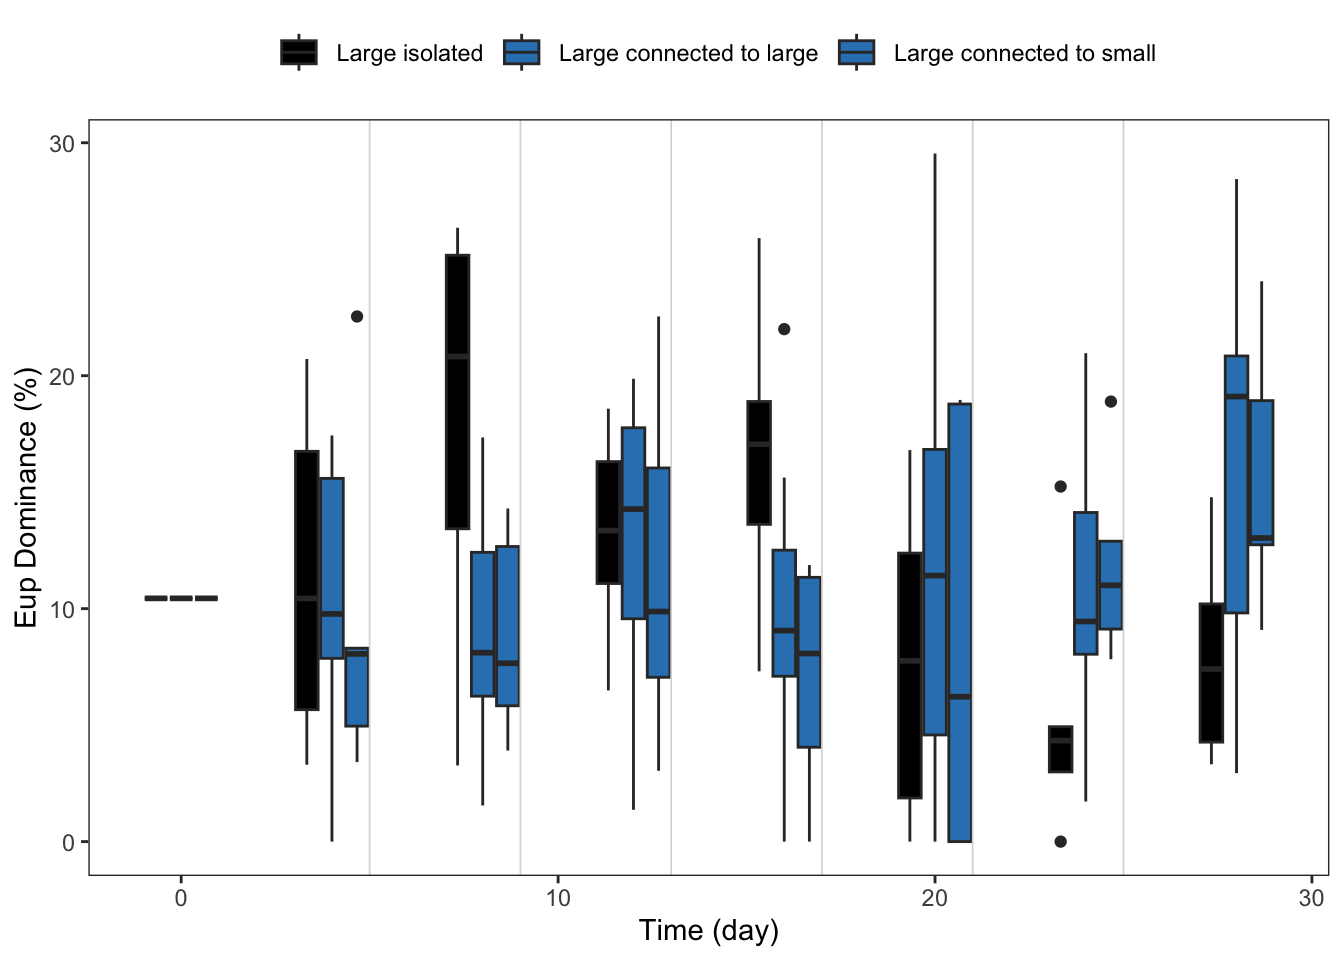 Large isolated Large connected to large Large connected to small
Eup Dominance (%)
30
20
10
0
0 10 20 30
Time (day)